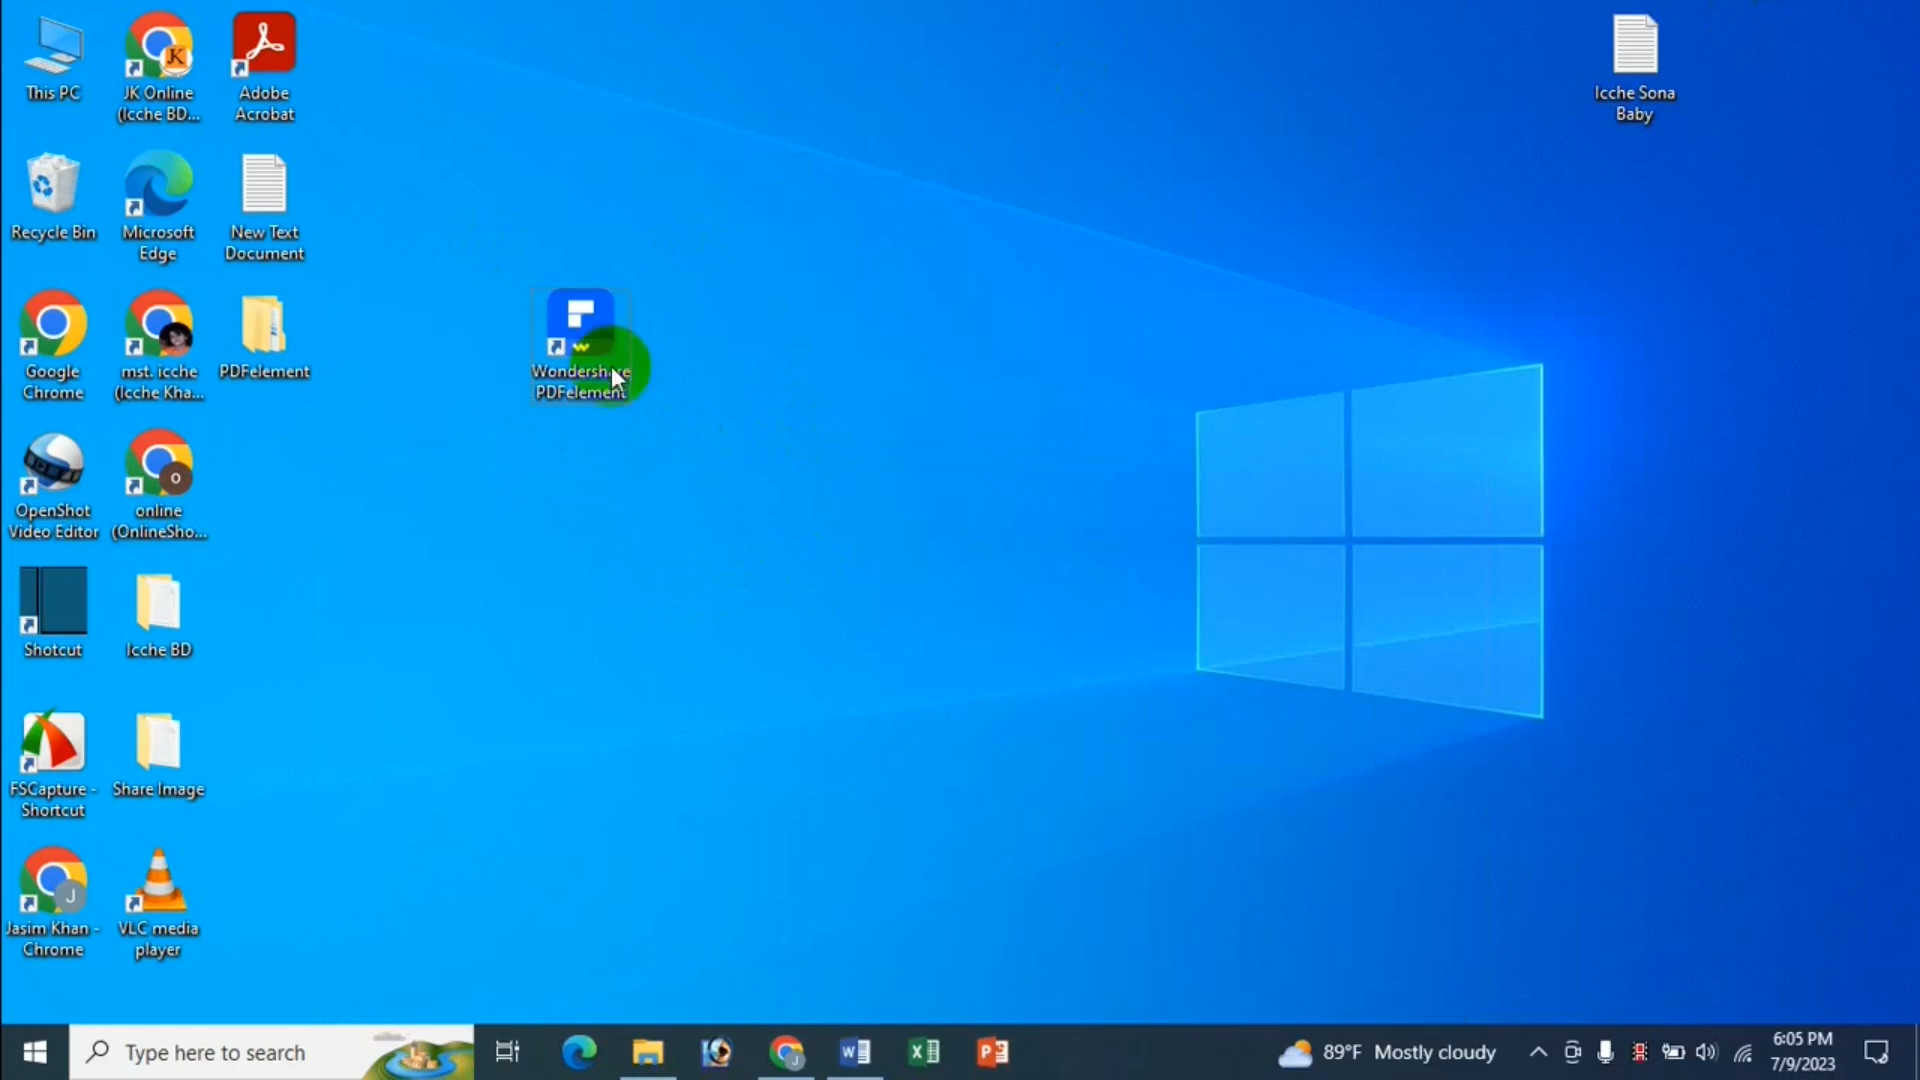 This PC
JK Online
(Icche BD...
Adobe
Acrobat
Icche Sona
Baby
Recycle Bin
Microsoft
Edge
New Text
Document
Google
Chrome
mst. icche
(Icche Kha...
PDFelement
Wondershare
PDFelement
OpenShot
Video Editor
online
(OnlineSho...
Shotcut
Icche BD
FSCapture -
Shortcut
Share Image
Jasim Khan -
Chrome
VLC media
player
Type here to search
89°F Mostly cloudy
6:05 PM
7/9/2023